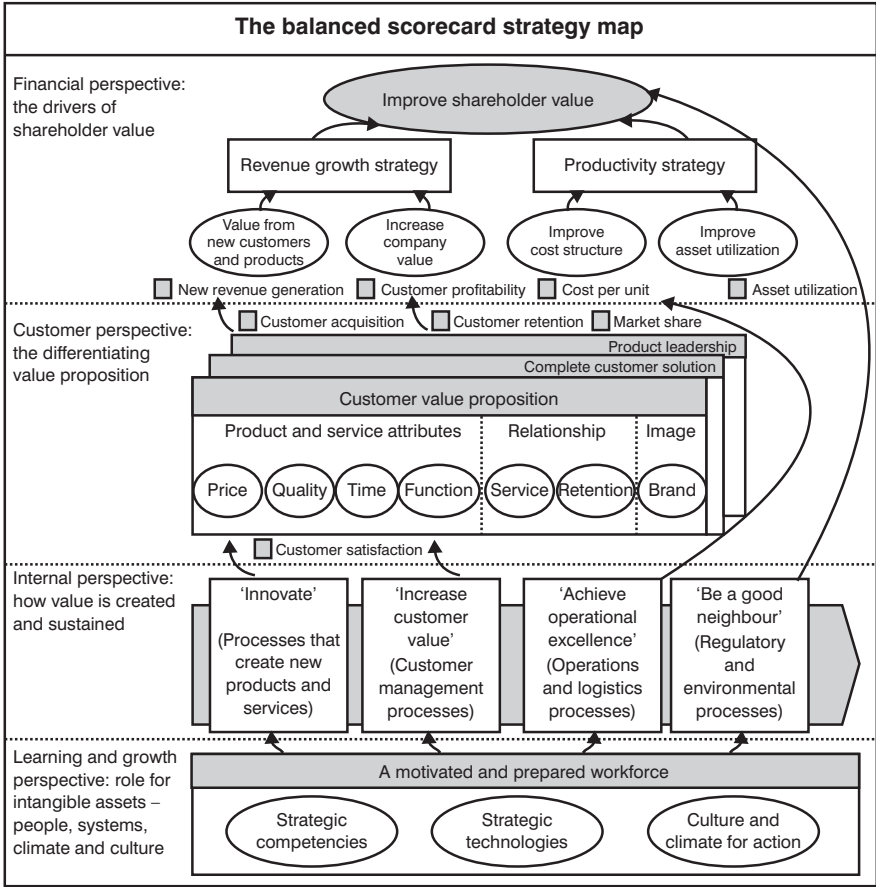 The balanced scorecard strategy map
Financial perspective:
the drivers of
shareholder value
Improve shareholder value
Revenue growth strategy
Productivity strategy
Value from
new customers
and products
Increase
company
value
Improve
cost structure
Improve
asset utilization
New revenue generation
Customer profitability
Cost per unit
Asset utilization
Customer perspective:
the differentiating
value proposition
Customer acquisition
Customer retention
Market share
Product leadership
Complete customer solution
Customer value proposition
Product and service attributes
Relationship
Image
Price
Quality
Time
Function
Service
Retention
Brand
Customer satisfaction
Internal perspective:
how value is created
and sustained
‘Innovate’
(Processes that
create new
products and
services)
‘Increase
customer
value’
(Customer
management
processes)
‘Achieve
operational
excellence’
(Operations
and logistics
processes)
‘Be a good
neighbour’
(Regulatory
and
environmental
processes)
Learning and growth
perspective: role for
intangible assets –
people, systems,
climate and culture
A motivated and prepared workforce
Strategic
competencies
Strategic
technologies
Culture and
climate for action